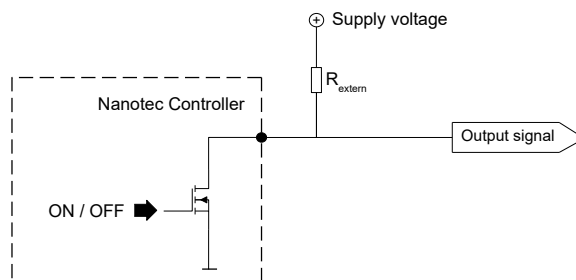 Supply voltage
R extern
Nanotec Controller
Output signal
ON / OFF